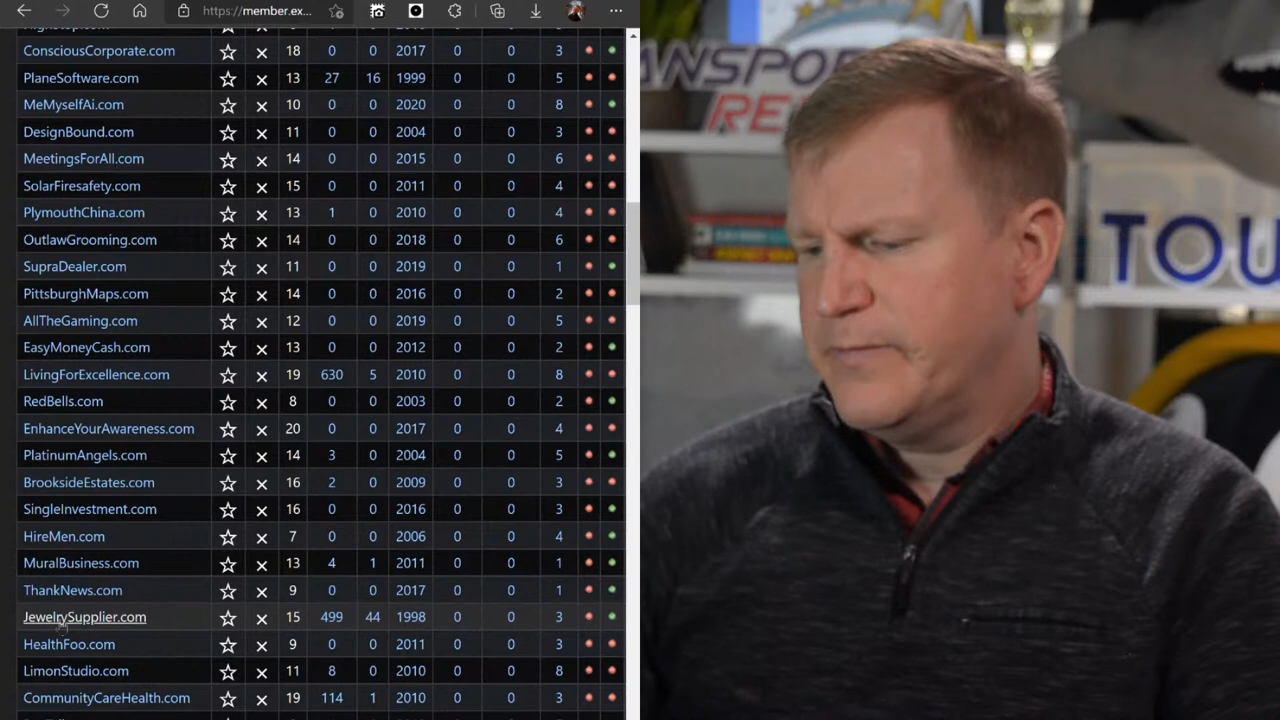 https://member.ex...
ConsciousCorporate.com 18 0 0 2017 0 0 3
PlaneSoftware.com 13 27 16 1999 0 0 5
MeMyselfAi.com 10 0 0 2020 0 0 8
DesignBound.com 11 0 0 2004 0 0 3
MeetingsForAll.com 14 0 0 2015 0 0 6
SolarFiresafety.com 15 0 0 2011 0 0 4
PlymouthChina.com 13 1 0 2010 0 0 4
OutlawGrooming.com 14 0 0 2018 0 0 6
SupraDealer.com 11 0 0 2019 0 0 1
PittsburghMaps.com 14 0 0 2016 0 0 2
AllTheGaming.com 12 0 0 2019 0 0 5
EasyMoneyCash.com 13 0 0 2012 0 0 2
LivingForExcellence.com 19 630 5 2010 0 0 8
RedBells.com 8 0 0 2003 0 0 2
EnhanceYourAwareness.com 20 0 0 2017 0 0 4
PlatinumAngels.com 14 3 0 2004 0 0 5
BrooksideEstates.com 16 2 0 2009 0 0 3
SingleInvestment.com 16 0 0 2016 0 0 3
HireMen.com 7 0 0 2006 0 0 4
MuralBusiness.com 13 4 1 2011 0 0 1
ThankNews.com 9 0 0 2017 0 0 1
JewelrySupplier.com 15 499 44 1998 0 0 3
HealthFoo.com 9 0 0 2011 0 0 3
LimonStudio.com 11 8 0 2010 0 0 8
CommunityCareHealth.com 19 114 1 2010 0 0 3
ANSPOR
RE
TOU